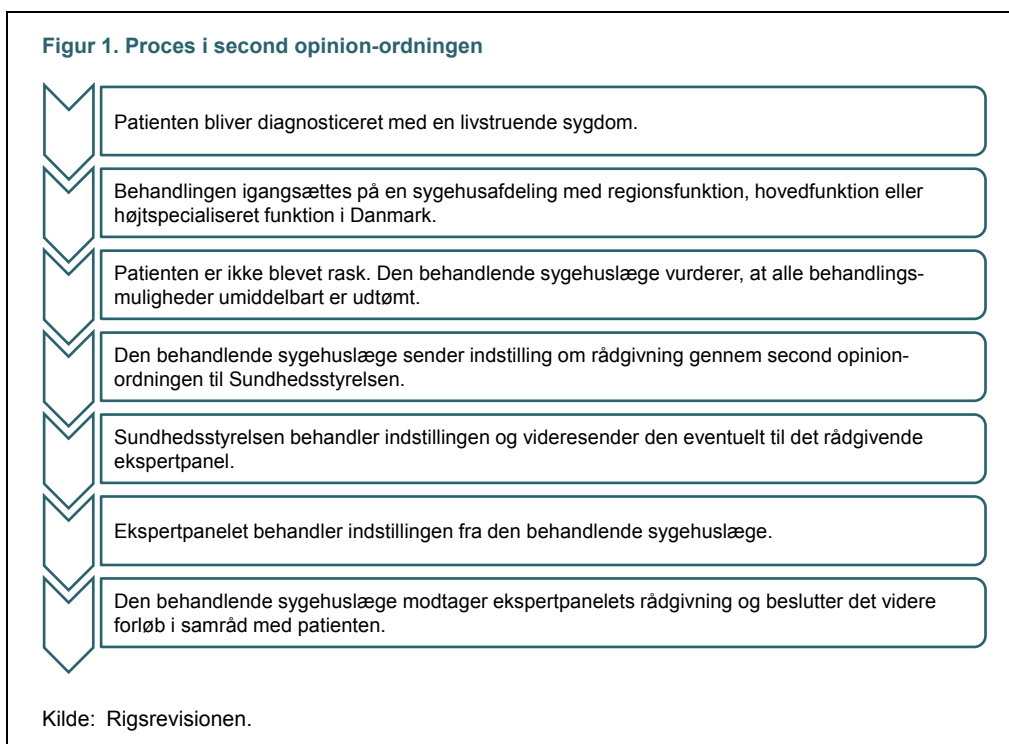 Figur 1. Proces i second opinion-ordningen
Patienten bliver diagnosticeret med en livstruende sygdom.
Behandlingen igangsættes på en sygehusafdeling med regionsfunktion, hovedfunktion eller
højtspecialiseret funktion i Danmark.
Patienten er ikke blevet rask. Den behandlende sygehuslæge vurderer, at alle behandlings-
muligheder umiddelbart er udtømt.
Den behandlende sygehuslæge sender indstilling om rådgivning gennem second opinion-
ordningen til Sundhedsstyrelsen.
Sundhedsstyrelsen behandler indstillingen og videresender den eventuelt til det rådgivende
ekspertpanel.
Ekspertpanelet behandler indstillingen fra den behandlende sygehuslæge.
Den behandlende sygehuslæge modtager ekspertpanelets rådgivning og beslutter det videre
forløb i samråd med patienten.
Kilde: Rigsrevisionen.